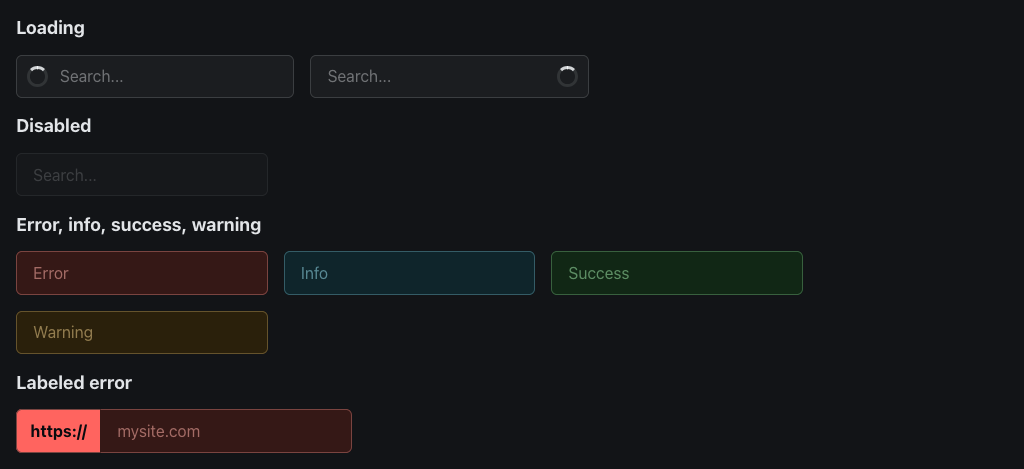 Loading
Search... Search...
Disabled
Search...
Error, info, success, warning
Error Info Success
Warning
Labeled error
https:// mysite.com